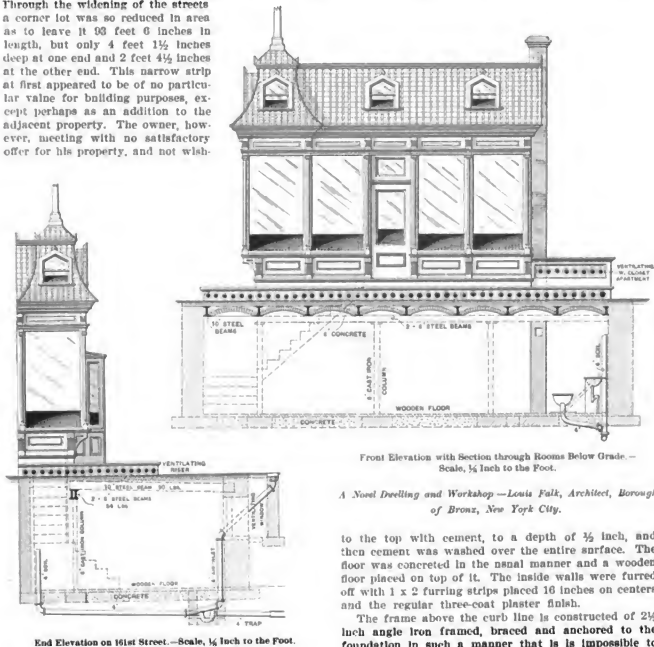 Through the widening of the streets
a corner lot was so reduced in area
as to leave it 93 feet 6 inches in
length, but only 4 feet 1½ inches
deep at one end and 2 feet 4½ inches
at the other end. This narrow strip
at first appeared to be of no particu-
lar value for building purposes, ex-
cept perhaps as an addition to the
adjacent property. The owner, how-
ever, meeting with no satisfactory
offer for his property, and not wish-
VENTILATING
W. CLOSET
APARTMENT
10 STEEL
BEAMS
6 CONCRETE
2 - 8 STEEL BEAMS
6 CAST IRON
COLUMN
4 SOIL
WOODEN FLOOR
CONCRETE
Front Elevation with Section through Rooms Below Grade.—
Scale, ⅛ Inch to the Foot.
A Novel Dwelling and Workshop—Louis Falk, Architect, Borough
of Bronx, New York City.
VENTILATING
RISER
10 STEEL BEAM 30 LBS.
2 - 8 STEEL BEAMS
6 CAST IRON COLUMN
VENTILATING
WINDOW
4 SOIL
WOODEN FLOOR
CONCRETE
4 TRAP
End Elevation on 161st Street.—Scale, ⅛ Inch to the Foot.
to the top with cement, to a depth of ½ inch, and
then cement was washed over the entire surface. The
floor was concreted in the usual manner and a wooden
floor placed on top of it. The inside walls were furred
off with 1 x 2 furring strips placed 16 inches on centers
and the regular three-coat plaster finish.
The frame above the curb line is constructed of 2½
inch angle iron framed, braced and anchored to the
foundation in such a manner that is is impossible to